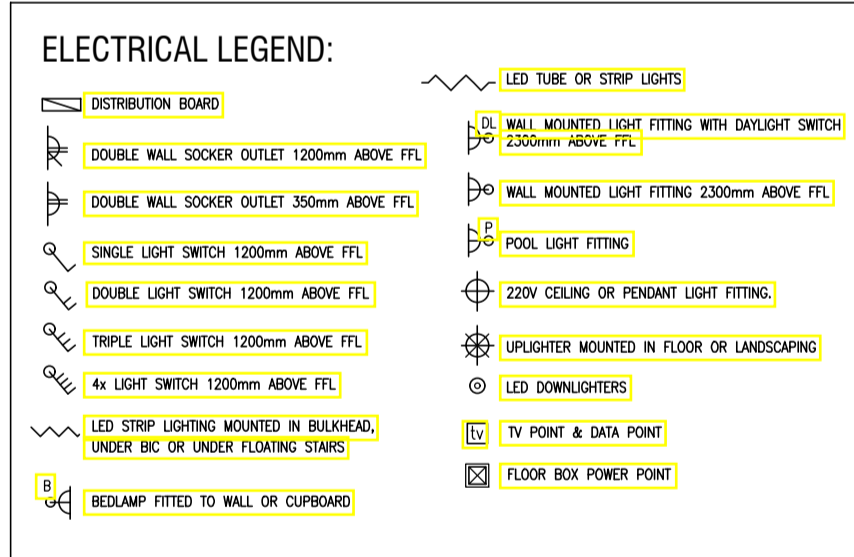 ELECTRICAL LEGEND:
DISTRIBUTION BOARD
DOUBLE WALL SOCKER OUTLET 1200mm ABOVE FFL
DOUBLE WALL SOCKER OUTLET 350mm ABOVE FFL
SINGLE LIGHT SWITCH 1200mm ABOVE FFL
DOUBLE LIGHT SWITCH 1200mm ABOVE FFL
TRIPLE LIGHT SWITCH 1200mm ABOVE FFL
4x LIGHT SWITCH 1200mm ABOVE FFL
LED STRIP LIGHTING MOUNTED IN BULKHEAD,
UNDER BIC OR UNDER FLOATING STAIRS
B
BEDLAMP FITTED TO WALL OR CUPBOARD
LED TUBE OR STRIP LIGHTS
DL WALL MOUNTED LIGHT FITTING WITH DAYLIGHT SWITCH
2300mm ABOVE FFL
WALL MOUNTED LIGHT FITTING 2300mm ABOVE FFL
P
POOL LIGHT FITTING
220V CEILING OR PENDANT LIGHT FITTING.
UPLIGHTER MOUNTED IN FLOOR OR LANDSCAPING
LED DOWNLIGHTERS
tv TV POINT & DATA POINT
FLOOR BOX POWER POINT